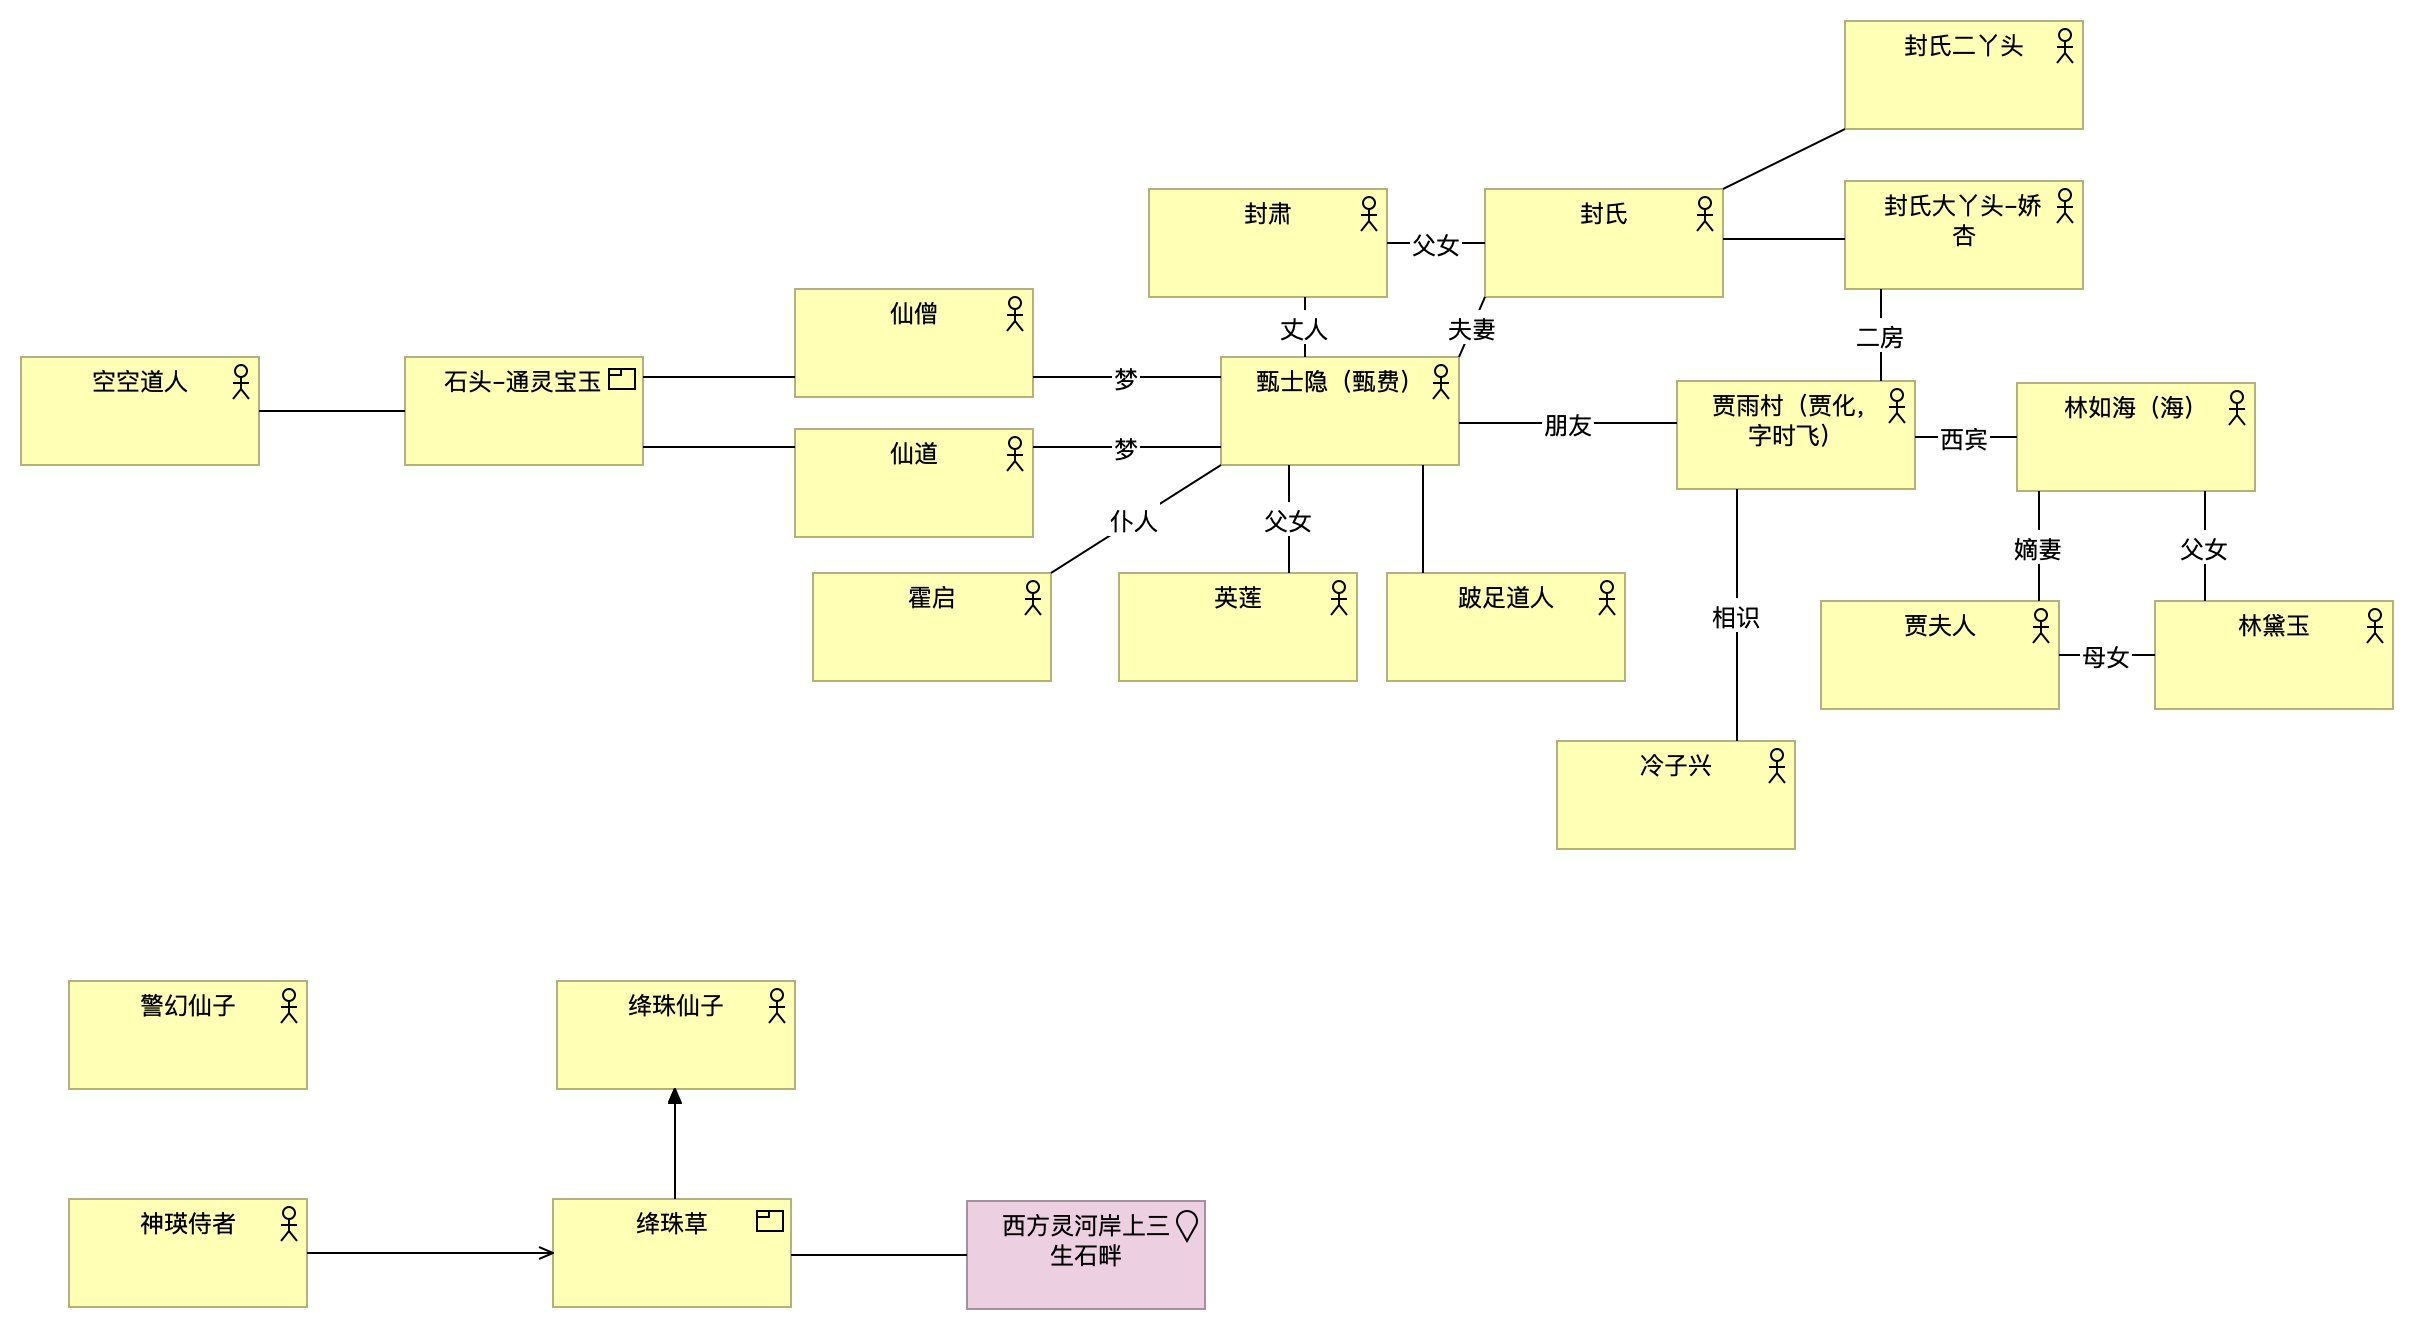 封氏二丫头
封肃
父女
封氏
封氏大丫头-娇
杏
仙僧
丈人
夫妻
二房
空空道人
石头-通灵宝玉
梦
甄士隐（甄费）
贾雨村（贾化，
字时飞）
林如海（海）
朋友
西宾
仙道
梦
仆人
父女
嫡妻
父女
霍启
英莲
跛足道人
相识
贾夫人
母女
林黛玉
冷子兴
警幻仙子
绛珠仙子
神瑛侍者
绛珠草
西方灵河岸上三
生石畔